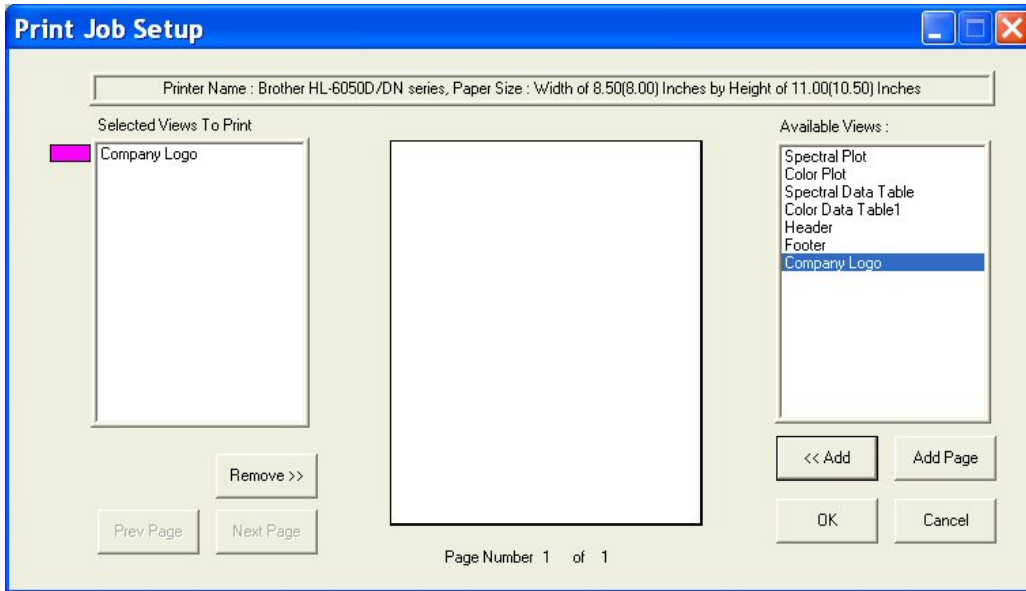 Print Job Setup
Printer Name : Brother HL-6050D/DN series, Paper Size : Width of 8.50(8.00) Inches by Height of 11.00(10.50) Inches
Selected Views To Print
Company Logo
Available Views :
Spectral Plot
Color Plot
Spectral Data Table
Color Data Table1
Header
Footer
Company Logo
<< Add
Add Page
Remove >>
Prev Page
Next Page
OK
Cancel
Page Number 1 of 1